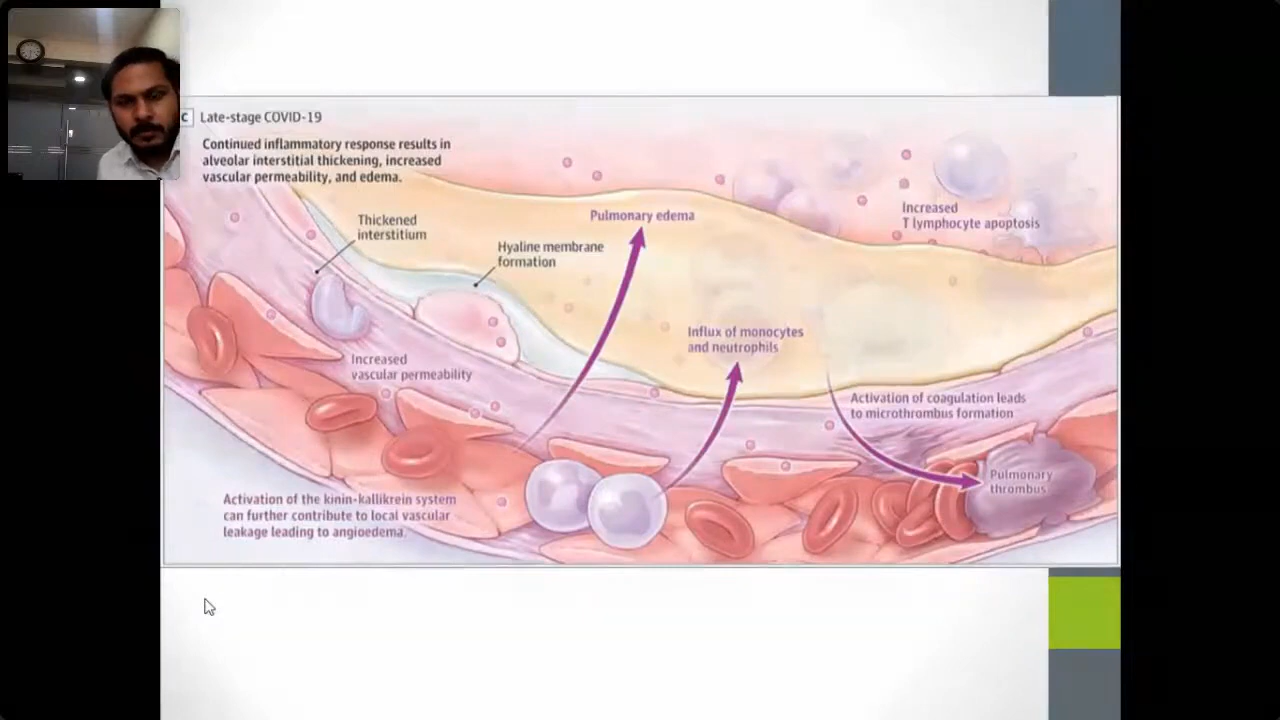 C Late-stage COVID-19
Continued inflammatory response results in
alveolar interstitial thickening, increased
vascular permeability, and edema.
Thickened
interstitium
Hyaline membrane
formation
Pulmonary edema
Increased
T lymphocyte apoptosis
Influx of monocytes
and neutrophils
Increased
vascular permeability
Activation of coagulation leads
to microthrombus formation
Pulmonary
thrombus
Activation of the kinin-kallikrein system
can further contribute to local vascular
leakage leading to angioedema.